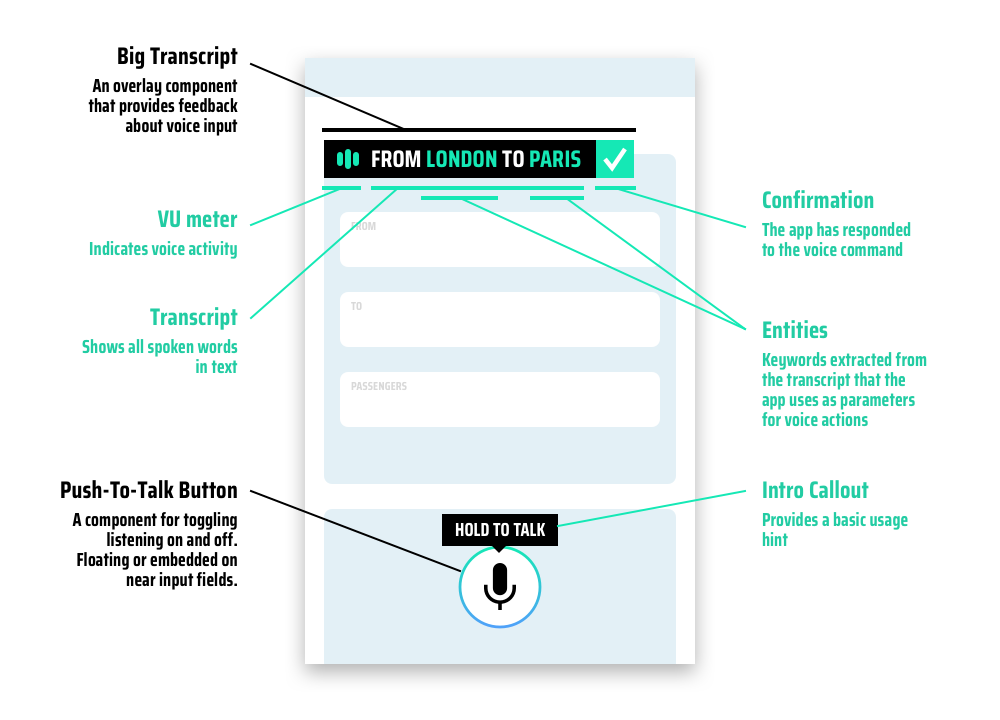 Big Transcript
An overlay component
that provides feedback
about voice input
FROM LONDON TO PARIS
VU meter
Indicates voice activity
Transcript
Shows all spoken words
in text
Confirmation
The app has responded
to the voice command
Entities
Keywords extracted from
the transcript that the
app uses as parameters
for voice actions
FROM
TO
PASSENGERS
Push-To-Talk Button
A component for toggling
listening on and off.
Floating or embedded on
near input fields.
HOLD TO TALK
Intro Callout
Provides a basic usage
hint